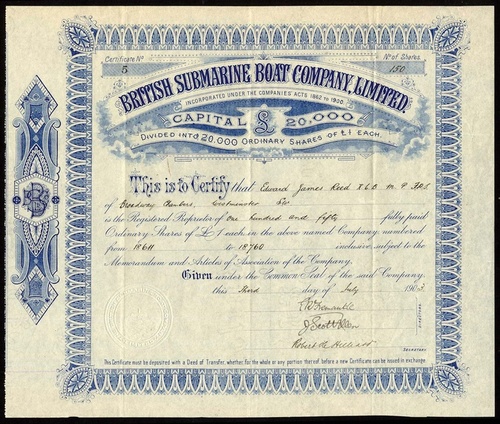 Certificate No
5
No of Shares
150
BRITISH SUBMARINE BOAT COMPANY, LIMITED.
INCORPORATED UNDER THE COMPANIES' ACTS 1862 TO 1900.
CAPITAL £ 20,000
DIVIDED INTO 20,000 ORDINARY SHARES OF £1 EACH.
This is to Certify that Edward James Reed K.C.B. M.P. F.R.S.
of Broadway Chambers, Westminster S.W.
is the Registered Proprietor of One hundred and fifty fully paid
Ordinary Shares of £1 each in the above named Company numbered
from 18611 to 18760 inclusive subject to the
Memorandum and Articles of Association of the Company.
Given under the Common Seal of the said Company
this Third day of July 1903
J. Scott
Robert
DIRECTORS
SECRETARY
This Certificate must be deposited with a Deed of Transfer, whether for the whole or any portion thereof, before a new Certificate can be issued in exchange.
BSB